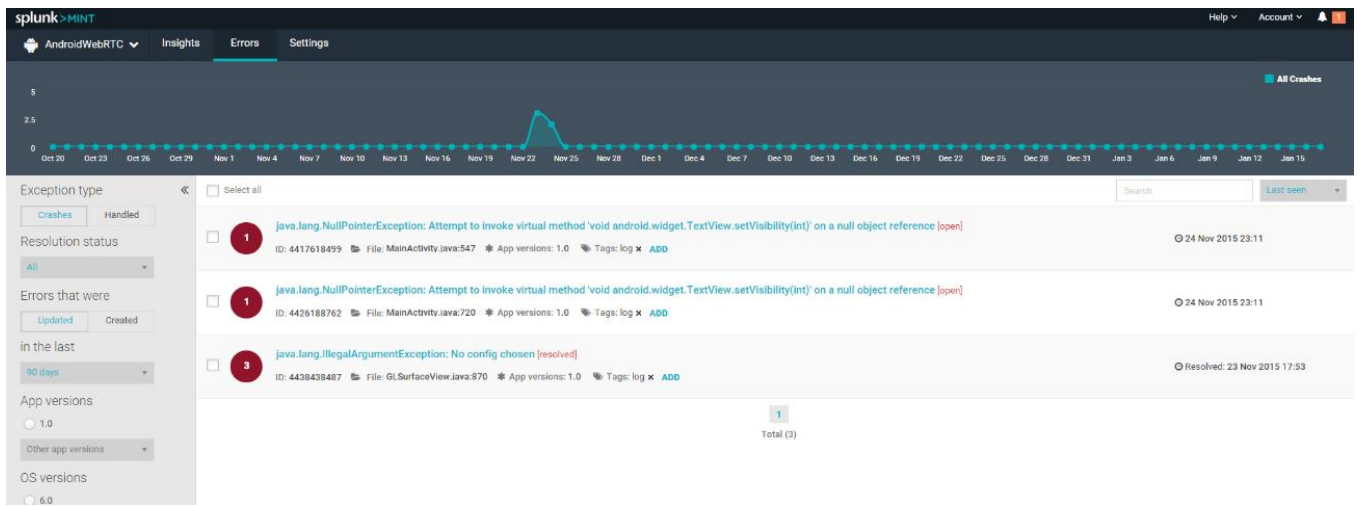 splunk>MINT Help Account 1
AndroidWebRTC Insights Errors Settings
All Crashes
5
2.5
0
Oct 20 Oct 23 Oct 26 Oct 29 Nov 1 Nov 4 Nov 7 Nov 10 Nov 13 Nov 16 Nov 19 Nov 22 Nov 25 Nov 28 Dec 1 Dec 4 Dec 7 Dec 10 Dec 13 Dec 16 Dec 19 Dec 22 Dec 25 Dec 28 Dec 31 Jan 3 Jan 6 Jan 9 Jan 12 Jan 15
Exception type
Crashes Handled
Resolution status
All
Errors that were
Updated Created
in the last
90 days
App versions
1.0
Other app versions
OS versions
6.0
Select all Search Last seen
1
java.lang.NullPointerException: Attempt to invoke virtual method 'void android.widget.TextView.setVisibility(int)' on a null object reference [open]
ID: 4417618499 File: MainActivity.java:547 App versions: 1.0 Tags: log x ADD
24 Nov 2015 23:11
1
java.lang.NullPointerException: Attempt to invoke virtual method 'void android.widget.TextView.setVisibility(int)' on a null object reference [open]
ID: 4426188762 File: MainActivity.java:720 App versions: 1.0 Tags: log x ADD
24 Nov 2015 23:11
3
java.lang.IllegalArgumentException: No config chosen [resolved]
ID: 4438438487 File: GLSurfaceView.java:870 App versions: 1.0 Tags: log x ADD
Resolved: 23 Nov 2015 17:53
1
Total (3)